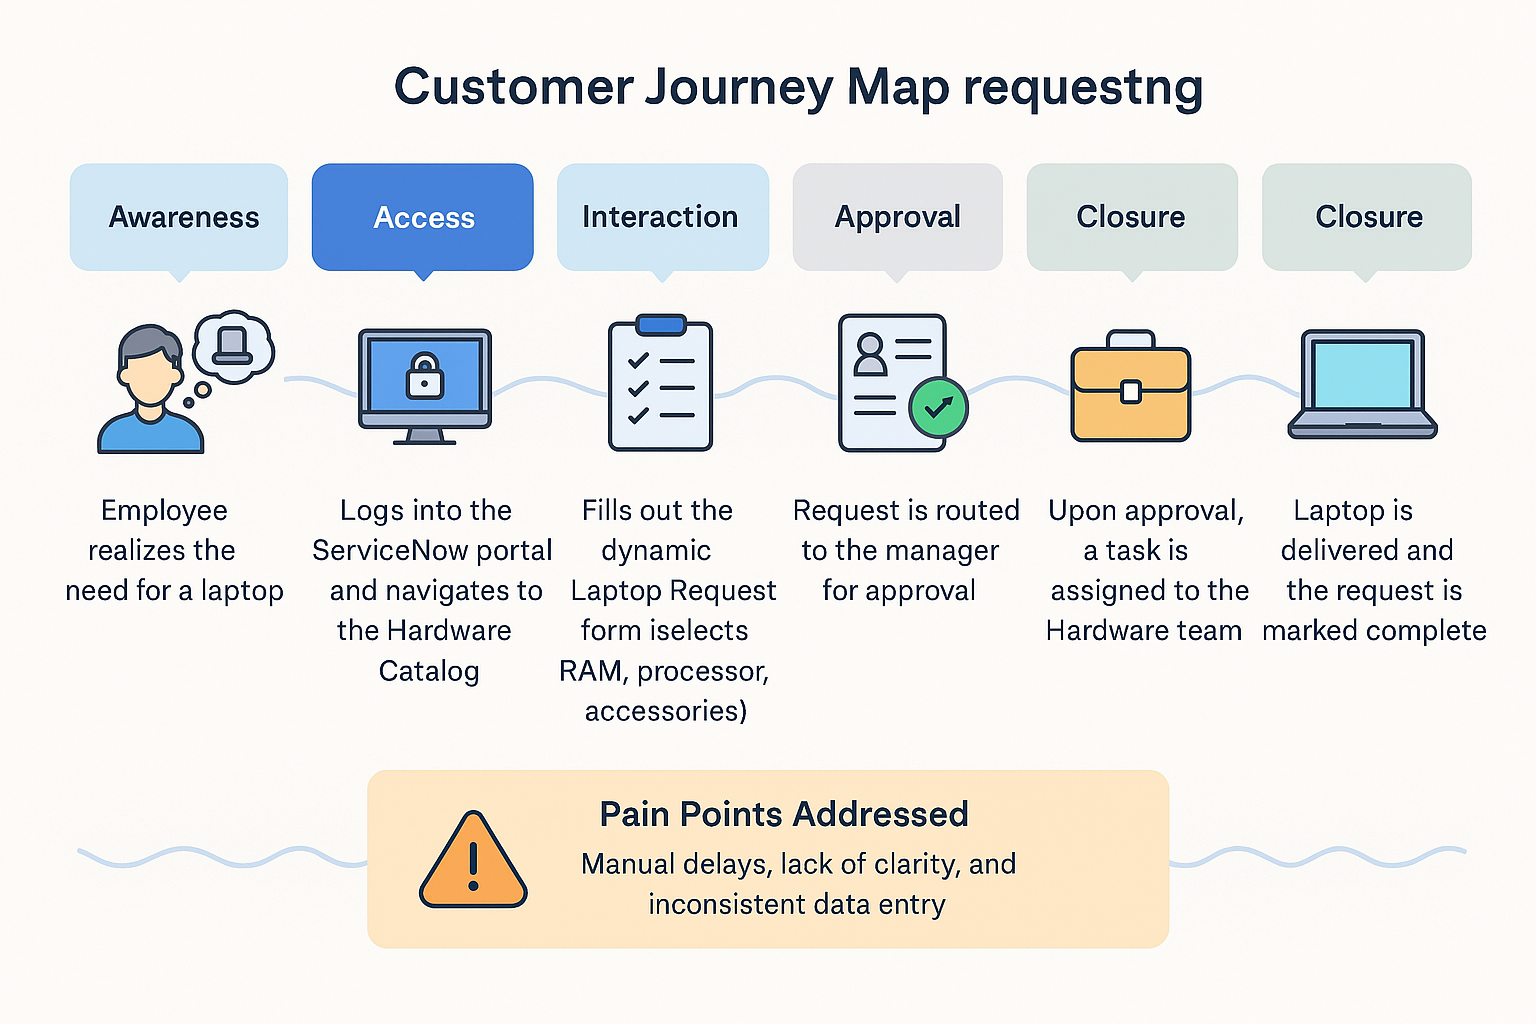 Customer Journey Map requestng
Awareness
Access
Interaction
Approval
Closure
Closure
Employee
realizes the
need for a laptop
Logs into the
ServiceNow portal
and navigates to
the Hardware
Catalog
Fills out the
dynamic
Laptop Request
form iselects
RAM, processor,
accessories)
Request is routed
to the manager
for approval
Upon approval,
a task is
assigned to the
Hardware team
Laptop is
delivered and
the request is
marked complete
Pain Points Addressed
Manual delays, lack of clarity, and
inconsistent data entry